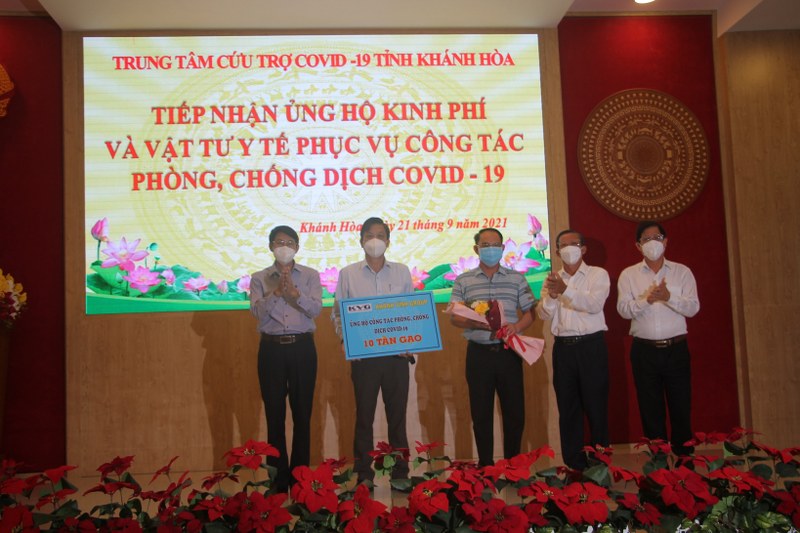 TRUNG TÂM CỨU TRỢ COVID -19 TỈNH KHÁNH HÒA
TIẾP NHẬN ỦNG HỘ KINH PHÍ
VÀ VẬT TƯ Y TẾ PHỤC VỤ CÔNG TÁC
PHÒNG, CHỐNG DỊCH COVID - 19
Khánh Hòa, 21 tháng 9 năm 2021
KVG
ỦNG HỘ CÔNG TÁC PHÒNG, CHỐNG
DỊCH COVID-19
10 TẤN GẠO